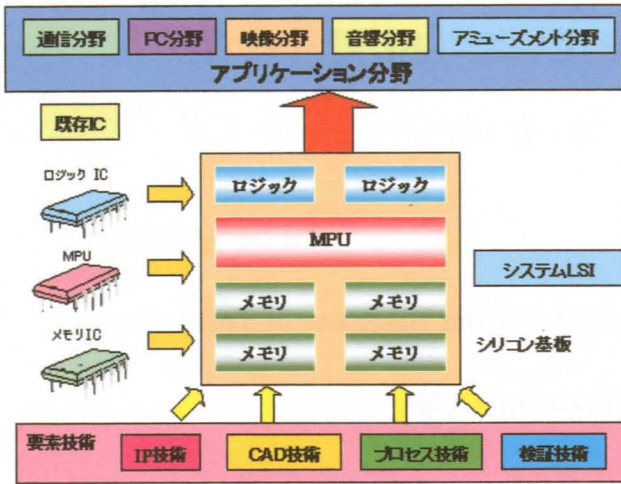 通信分野 PC分野 映像分野 音響分野 アミューズメント分野
アプリケーション分野
既存IC
ロジック IC
ロジック ロジック
MPU
MPU
システムLSI
メモリ メモリ
メモリIC
メモリ メモリ
シリコン基板
要素技術
IP技術 CAD技術 プロセス技術 検証技術